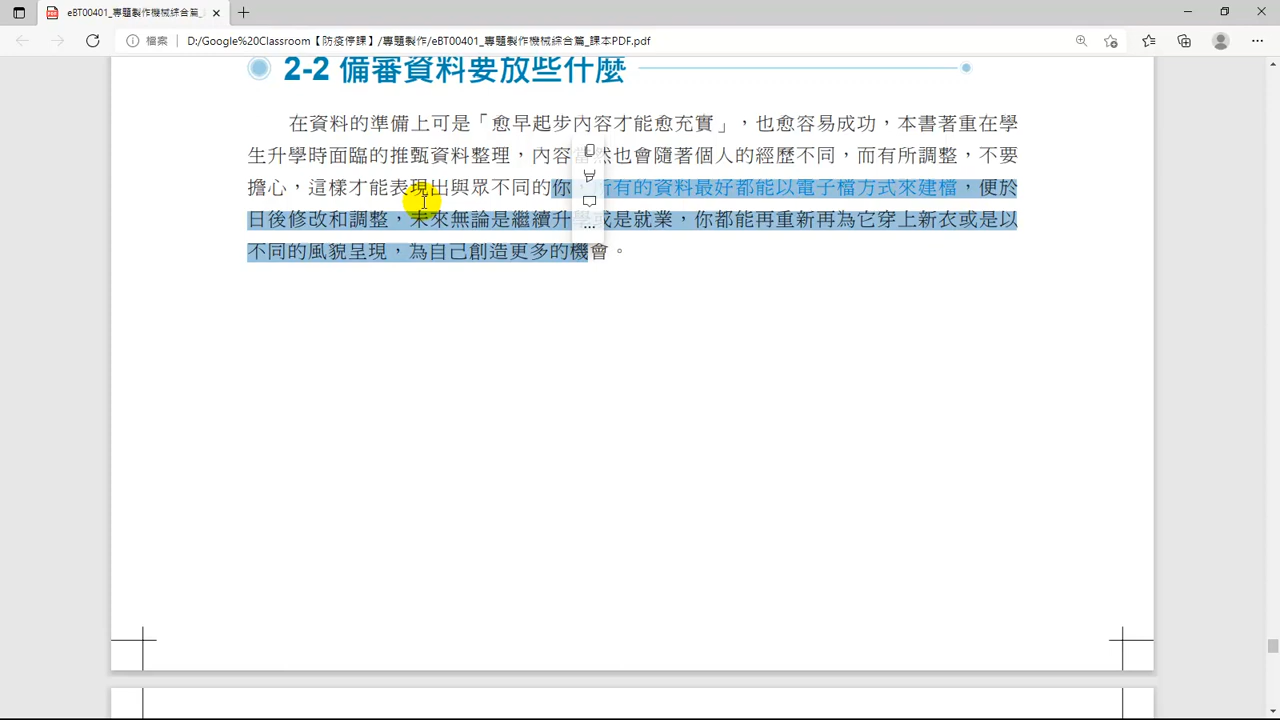 eBT00401_專題製作機械綜合篇_
檔案 D:/Google%20Classroom【防疫停課】/專題製作/eBT00401_專題製作機械綜合篇_課本PDF.pdf
2-2 備審資料要放些什麼
在資料的準備上可是「愈早起步內容才能愈充實」，也愈容易成功，本書著重在學
生升學時面臨的推甄資料整理，內容當然也會隨著個人的經歷不同，而有所調整，不要
擔心，這樣才能表現出與眾不同的你，所有的資料最好都能以電子檔方式來建檔，便於
日後修改和調整，未來無論是繼續升學或是就業，你都能再重新再為它穿上新衣或是以
不同的風貌呈現，為自己創造更多的機會。